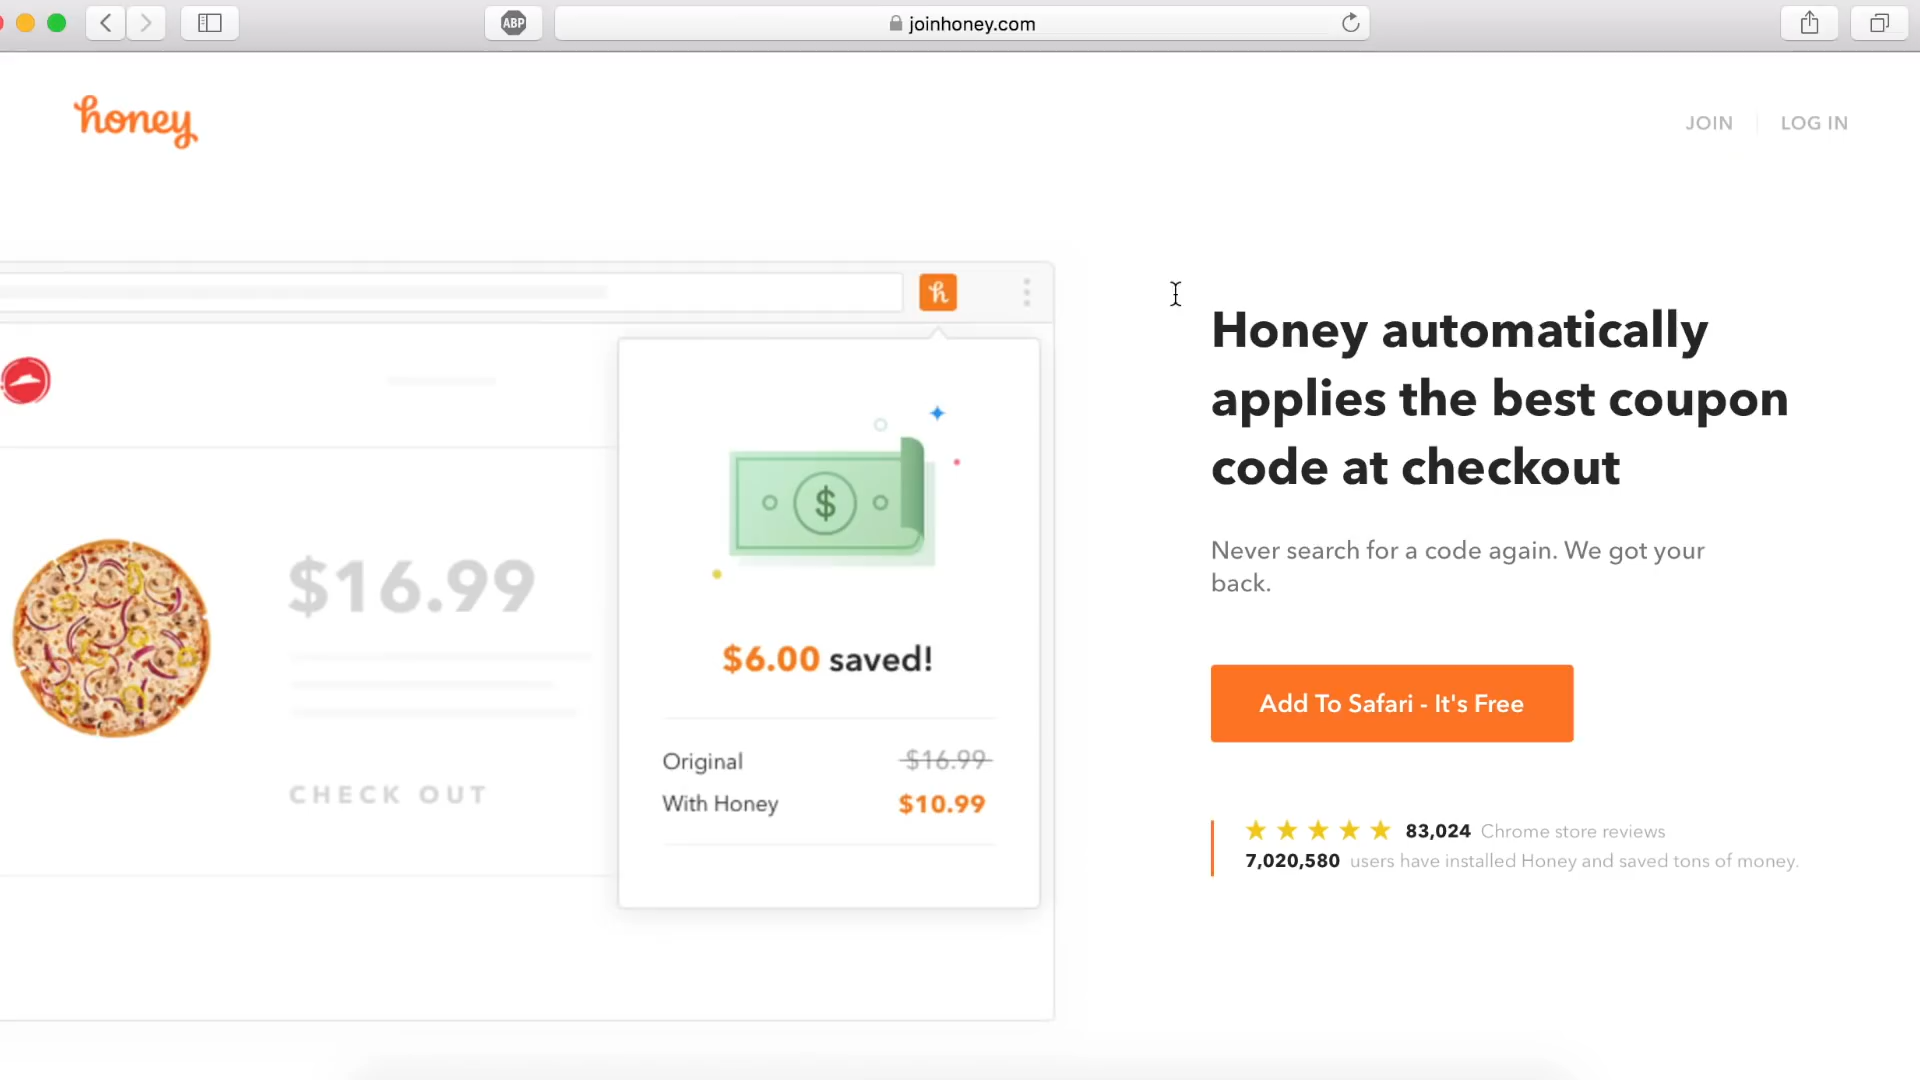 ABP
joinhoney.com
honey
JOIN
LOG IN
h
Honey automatically
applies the best coupon
code at checkout
Never search for a code again. We got your
back.
Add To Safari - It's Free
83,024 Chrome store reviews
7,020,580 users have installed Honey and saved tons of money.
$16.99
CHECK OUT
$
$6.00 saved!
Original $16.99
With Honey $10.99